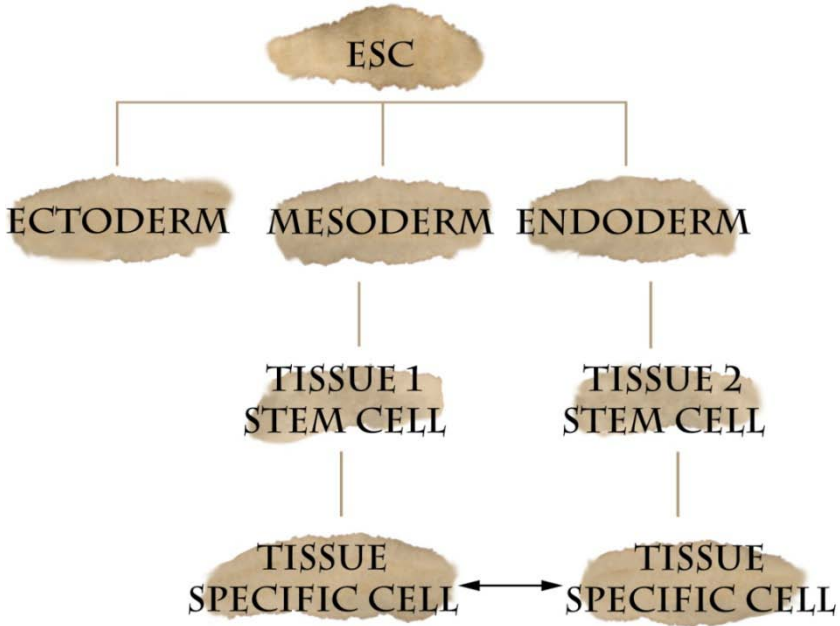 ESC
ECTODERM
MESODERM
ENDODERM
TISSUE 1
STEM CELL
TISSUE 2
STEM CELL
TISSUE
SPECIFIC CELL
TISSUE
SPECIFIC CELL